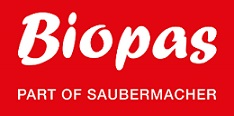 Biopas
PART OF SAUBERMACHER